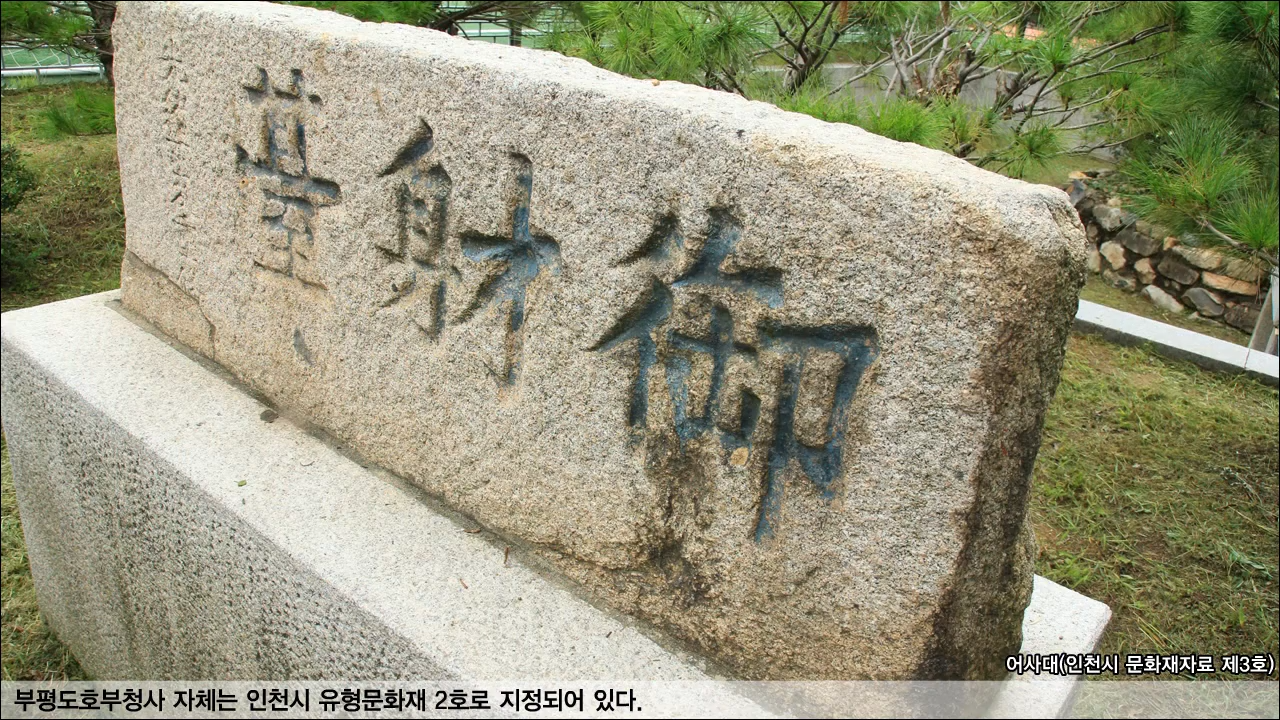 御射臺
어사대(인천시 문화재자료 제3호)
부평도호부청사 자체는 인천시 유형문화재 2호로 지정되어 있다.